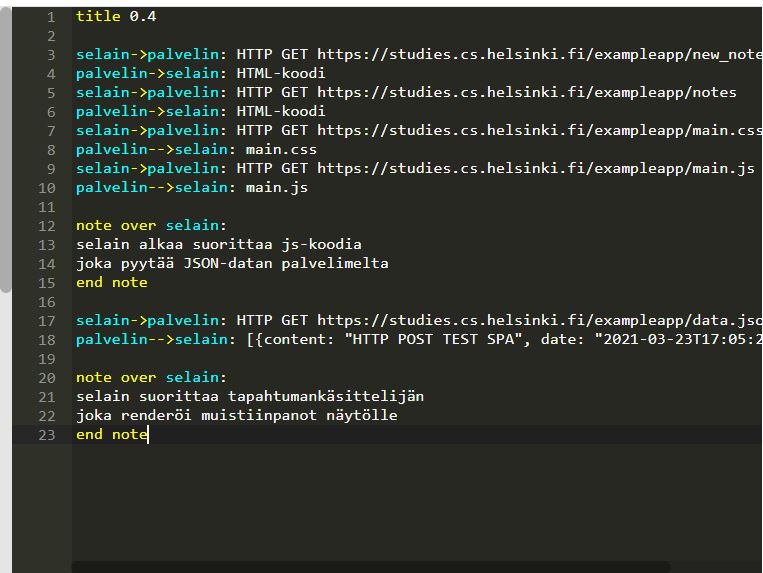 1 title 0.4
2
3 selain->palvelin: HTTP GET https://studies.cs.helsinki.fi/exampleapp/new_note
4 palvelin->selain: HTML-koodi
5 selain->palvelin: HTTP GET https://studies.cs.helsinki.fi/exampleapp/notes
6 palvelin->selain: HTML-koodi
7 selain->palvelin: HTTP GET https://studies.cs.helsinki.fi/exampleapp/main.css
8 palvelin-->selain: main.css
9 selain->palvelin: HTTP GET https://studies.cs.helsinki.fi/exampleapp/main.js
10 palvelin-->selain: main.js
11
12 note over selain:
13 selain alkaa suorittaa js-koodia
14 joka pyytää JSON-datan palvelimelta
15 end note
16
17 selain->palvelin: HTTP GET https://studies.cs.helsinki.fi/exampleapp/data.jso
18 palvelin-->selain: [{content: "HTTP POST TEST SPA", date: "2021-03-23T17:05:2
19
20 note over selain:
21 selain suorittaa tapahtumankäsittelijän
22 joka renderöi muistiinpanot näytölle
23 end note